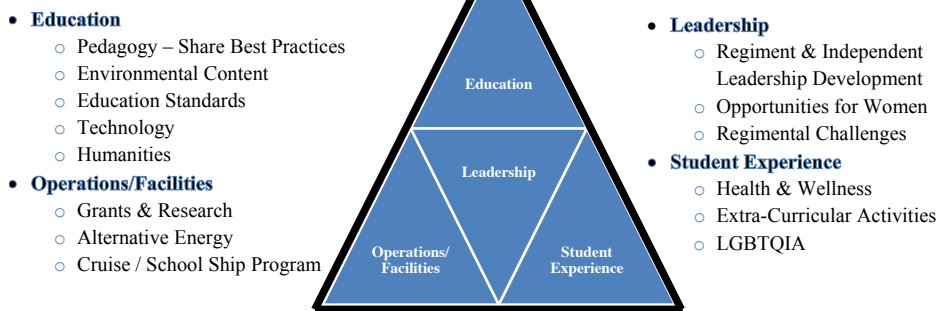 • Education
o Pedagogy – Share Best Practices
o Environmental Content
o Education Standards
o Technology
o Humanities
• Operations/Facilities
o Grants & Research
o Alternative Energy
o Cruise / School Ship Program
Education
Leadership
Operations/
Facilities
Student
Experience
• Leadership
o Regiment & Independent
Leadership Development
o Opportunities for Women
o Regimental Challenges
• Student Experience
o Health & Wellness
o Extra-Curricular Activities
o LGBTQIA